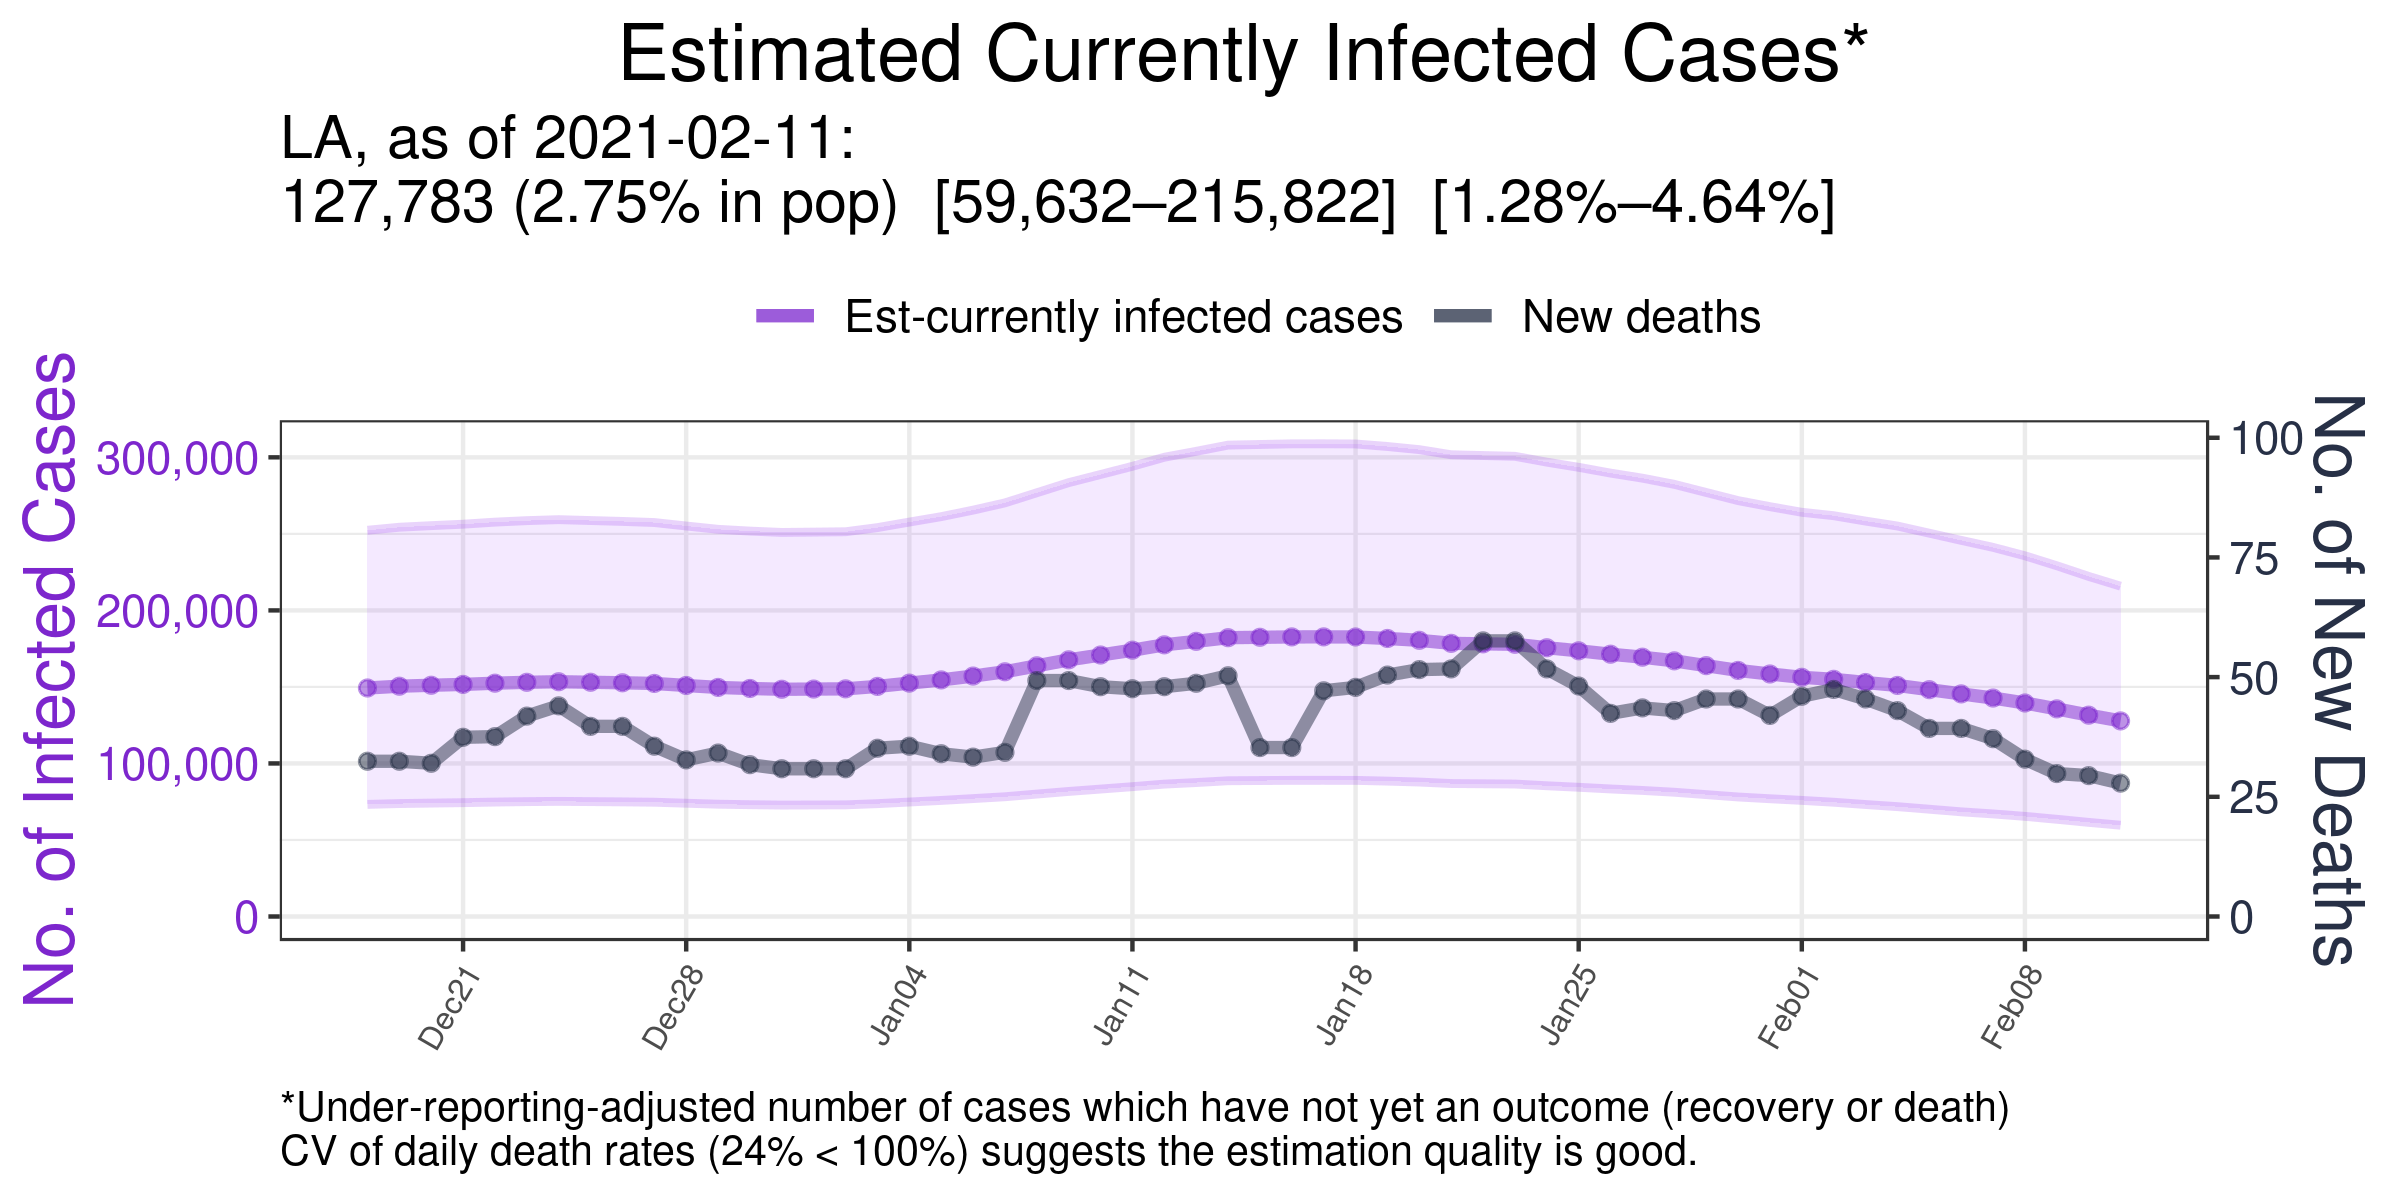 Estimated Currently Infected Cases*
LA, as of 2021-02-11:
127,783 (2.75% in pop)  [59,632–215,822]  [1.28%–4.64%]
Est-currently infected cases
New deaths
No. of Infected Cases
300,000
200,000
100,000
0
100
75
50
25
0
No. of New Deaths
Dec21
Dec28
Jan04
Jan11
Jan18
Jan25
Feb01
Feb08
*Under-reporting-adjusted number of cases which have not yet an outcome (recovery or death)
CV of daily death rates (24% < 100%) suggests the estimation quality is good.